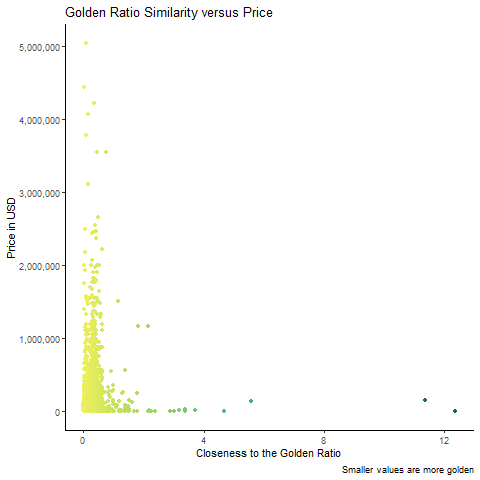 Golden Ratio Similarity versus Price
Price in USD
5,000,000
4,000,000
3,000,000
2,000,000
1,000,000
0
0 4 8 12
Closeness to the Golden Ratio
Smaller values are more golden